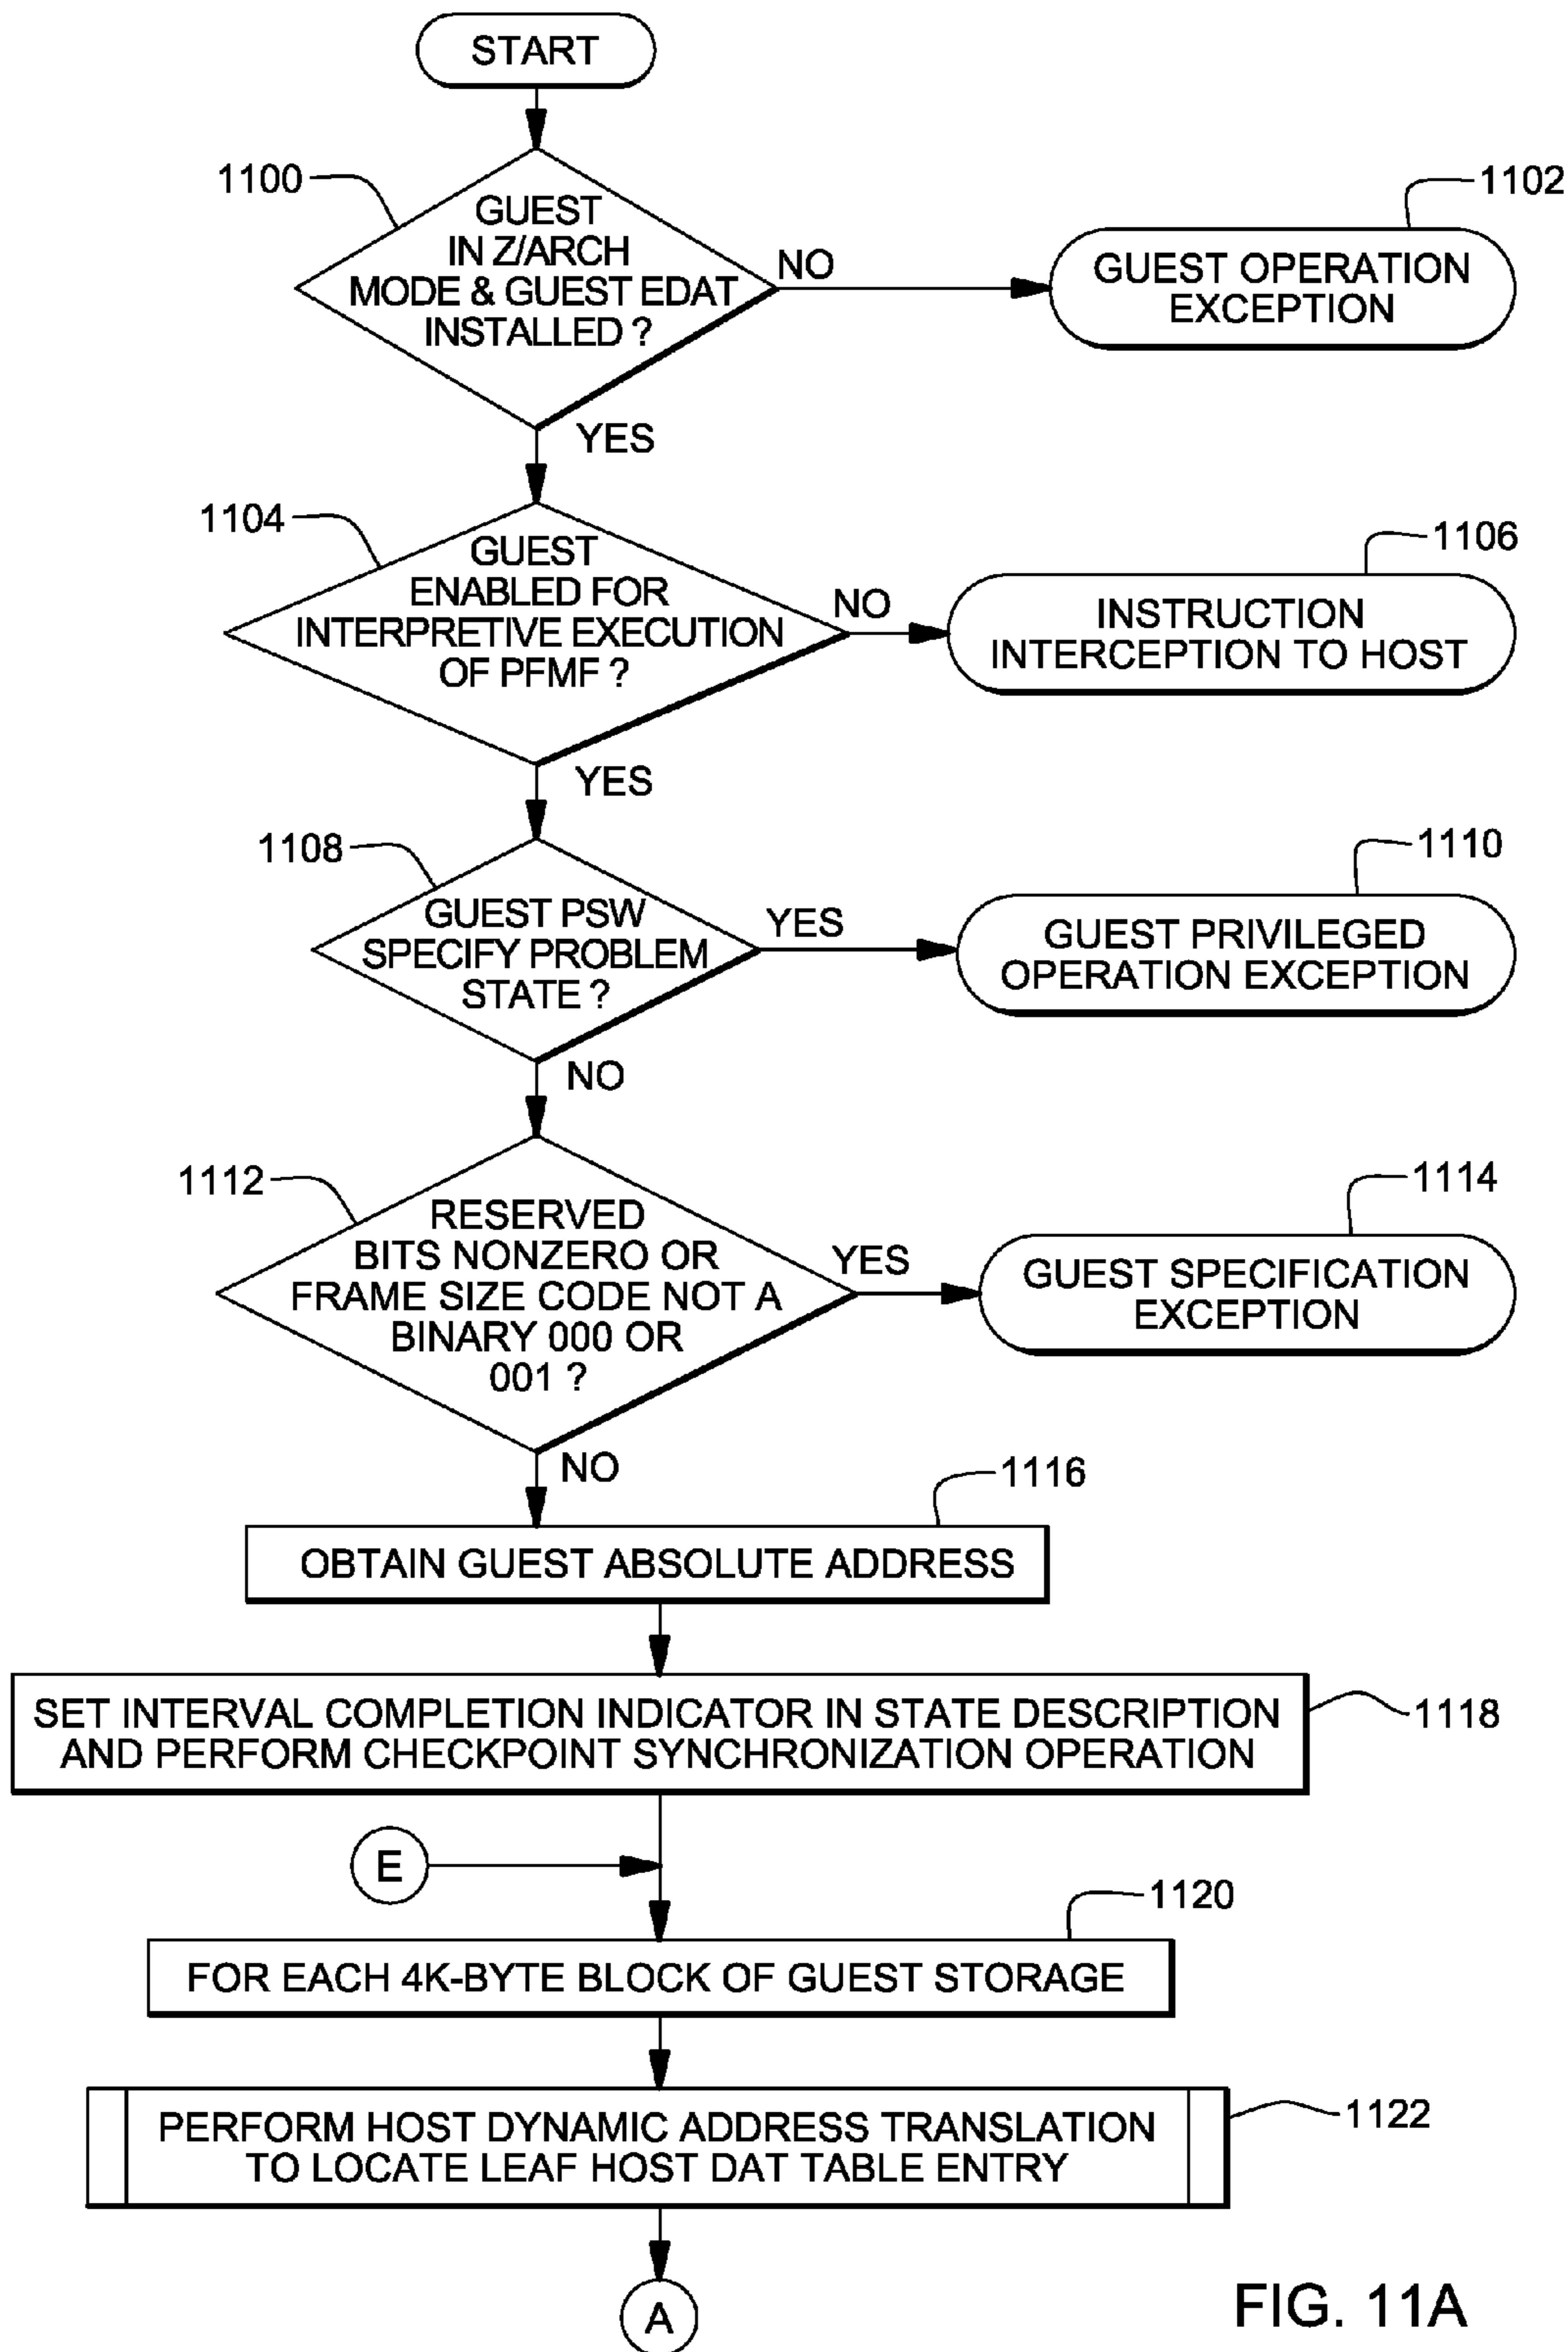 START
1100
GUEST
IN Z/ARCH
MODE & GUEST EDAT
INSTALLED ?
NO
1102
GUEST OPERATION
EXCEPTION
YES
1104
GUEST
ENABLED FOR
INTERPRETIVE EXECUTION
OF PFMF ?
NO
1106
INSTRUCTION
INTERCEPTION TO HOST
YES
1108
GUEST PSW
SPECIFY PROBLEM
STATE ?
YES
1110
GUEST PRIVILEGED
OPERATION EXCEPTION
NO
1112
RESERVED
BITS NONZERO OR
FRAME SIZE CODE NOT A
BINARY 000 OR
001 ?
YES
1114
GUEST SPECIFICATION
EXCEPTION
NO
1116
OBTAIN GUEST ABSOLUTE ADDRESS
SET INTERVAL COMPLETION INDICATOR IN STATE DESCRIPTION
AND PERFORM CHECKPOINT SYNCHRONIZATION OPERATION
1118
E
1120
FOR EACH 4K-BYTE BLOCK OF GUEST STORAGE
PERFORM HOST DYNAMIC ADDRESS TRANSLATION
TO LOCATE LEAF HOST DAT TABLE ENTRY
1122
A
FIG. 11A